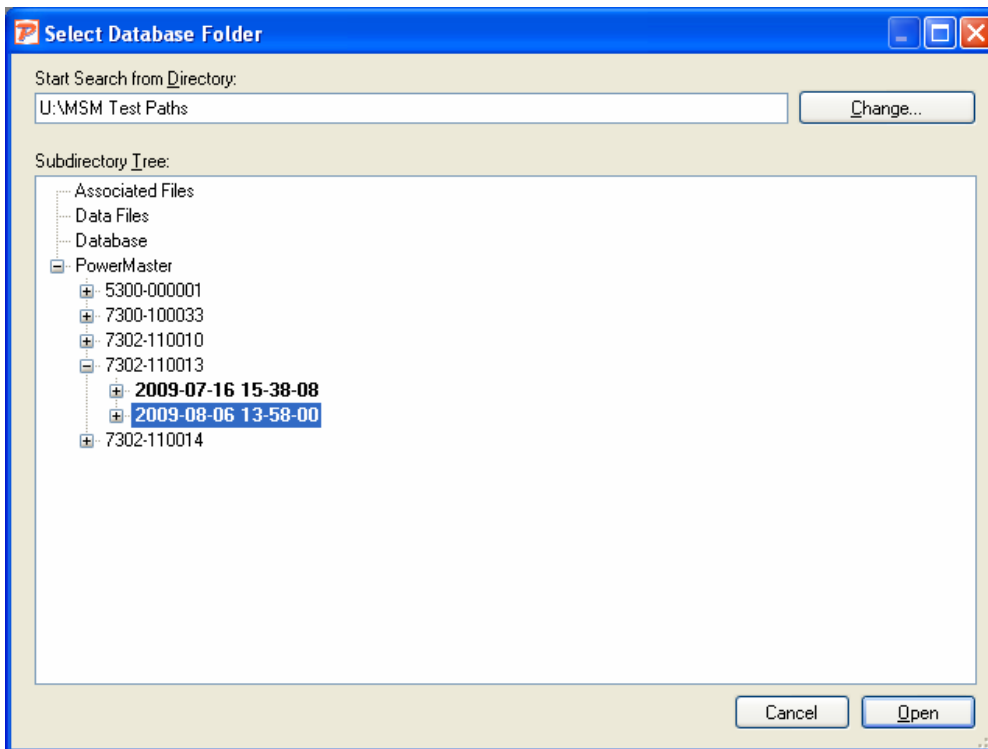 Select Database Folder
Start Search from Directory:
U:\MSM Test Paths
Change...
Subdirectory Tree:
Associated Files
Data Files
Database
PowerMaster
5300-000001
7300-100033
7302-110010
7302-110013
2009-07-16 15-38-08
2009-08-06 13-58-00
7302-110014
Cancel
Open